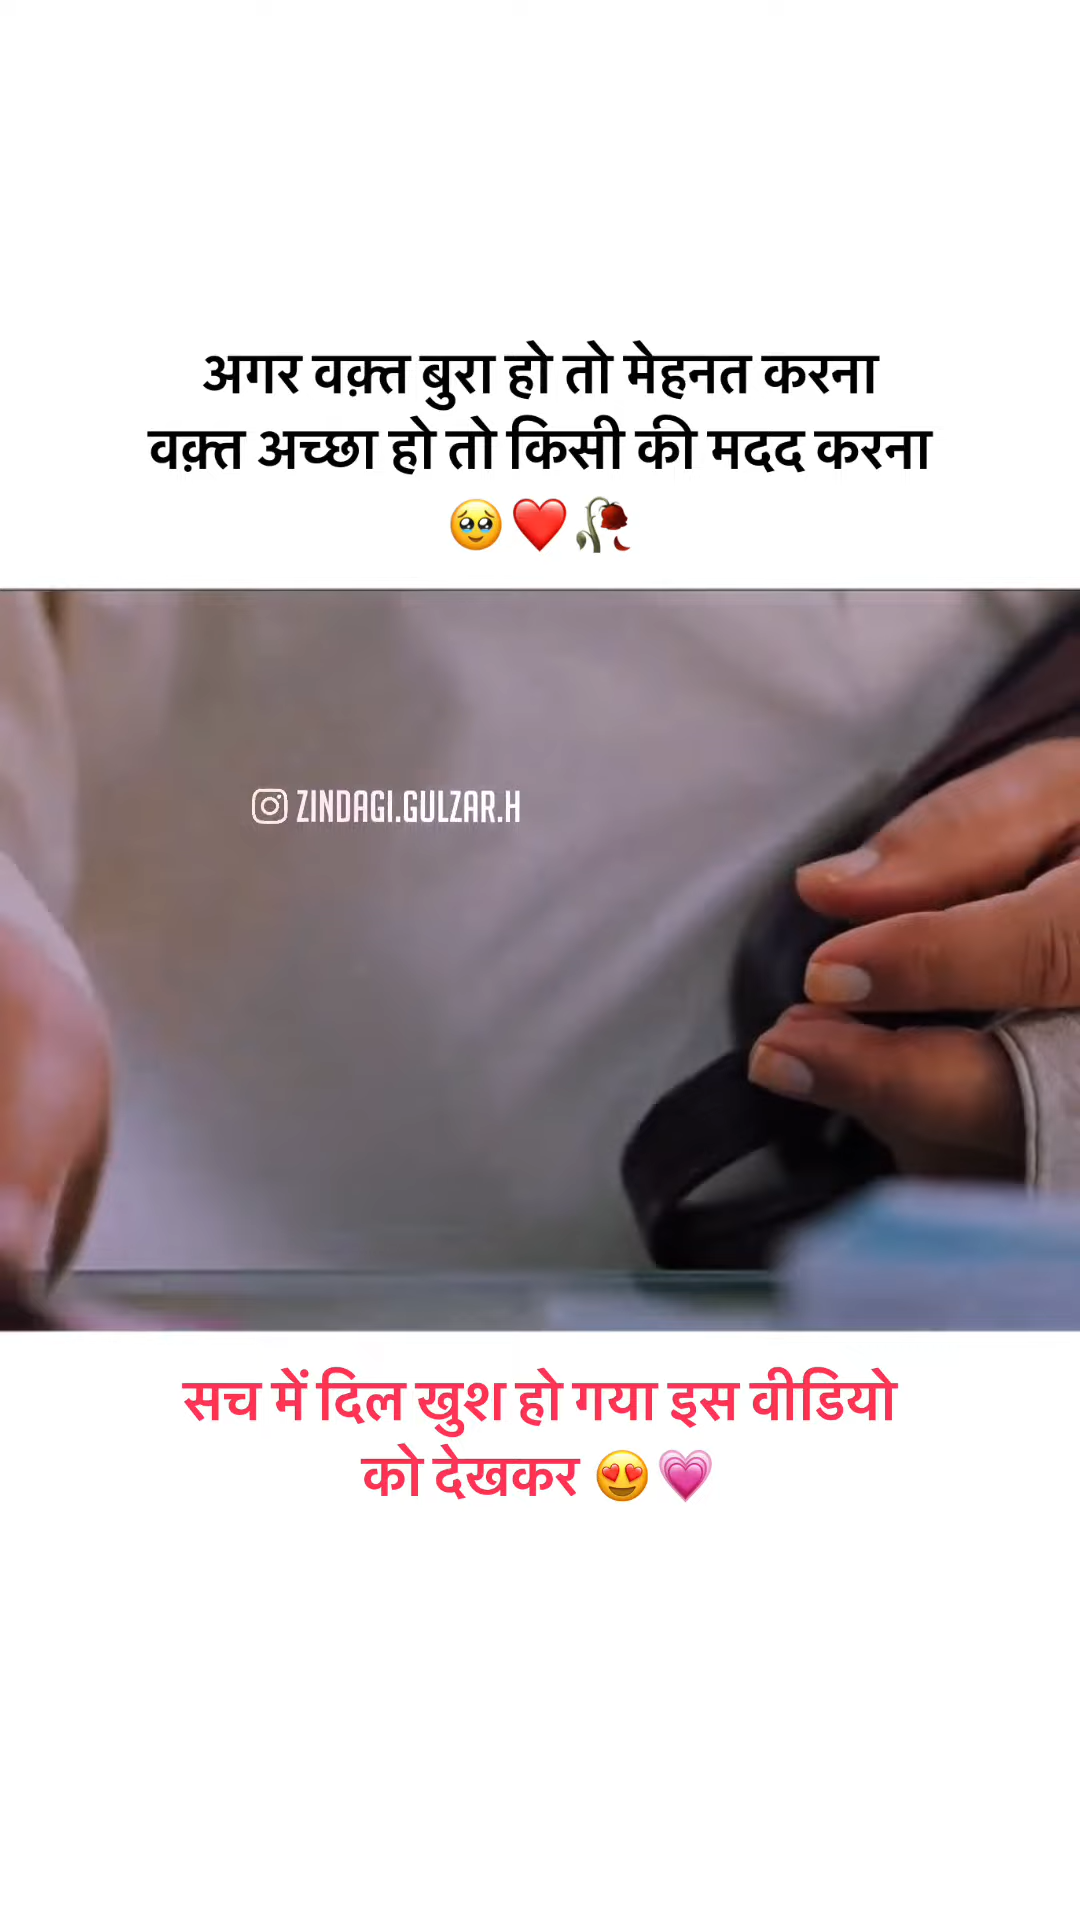 अगर वक़्त बुरा हो तो मेहनत करना
वक़्त अच्छा हो तो किसी की मदद करना
🥹❤️🥀
ZINDAGI.GULZAR.H
सच में दिल खुश हो गया इस वीडियो
को देखकर 😍💗